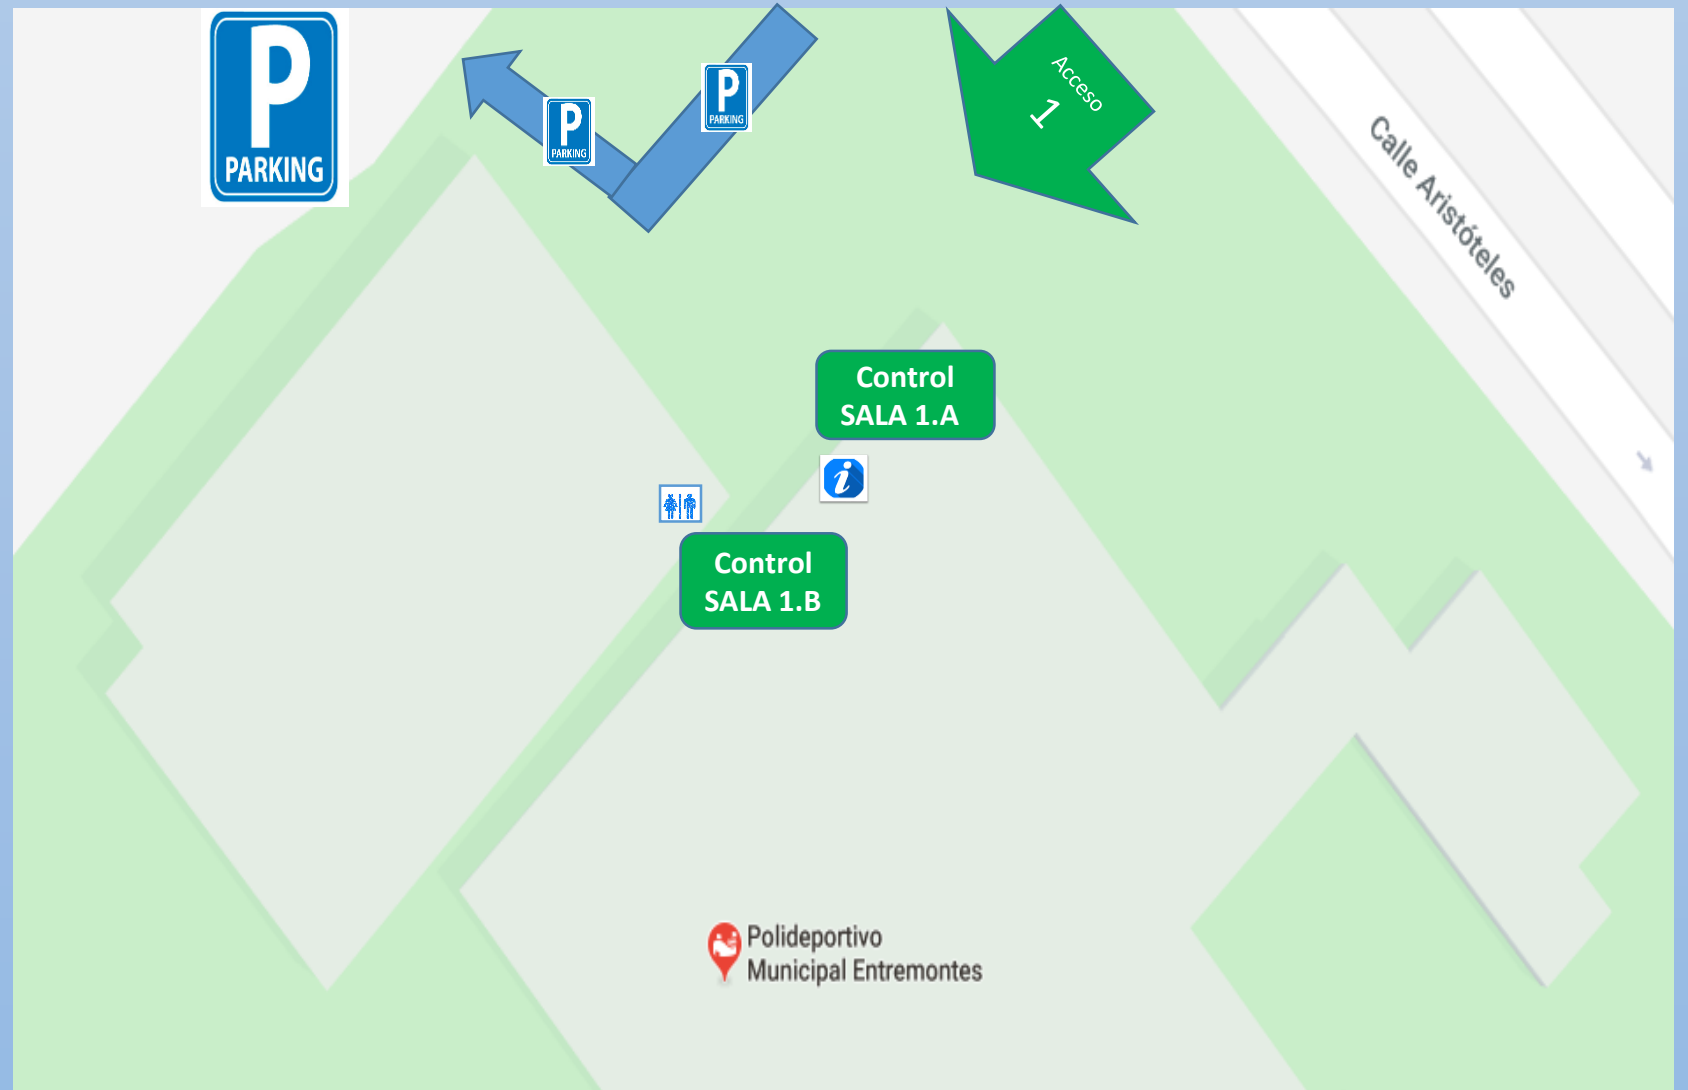 P
PARKING
P
PARKING
P
PARKING
Acceso
1
Calle Aristóteles
Control
SALA 1.A
i
Control
SALA 1.B
Polideportivo
Municipal Entremontes